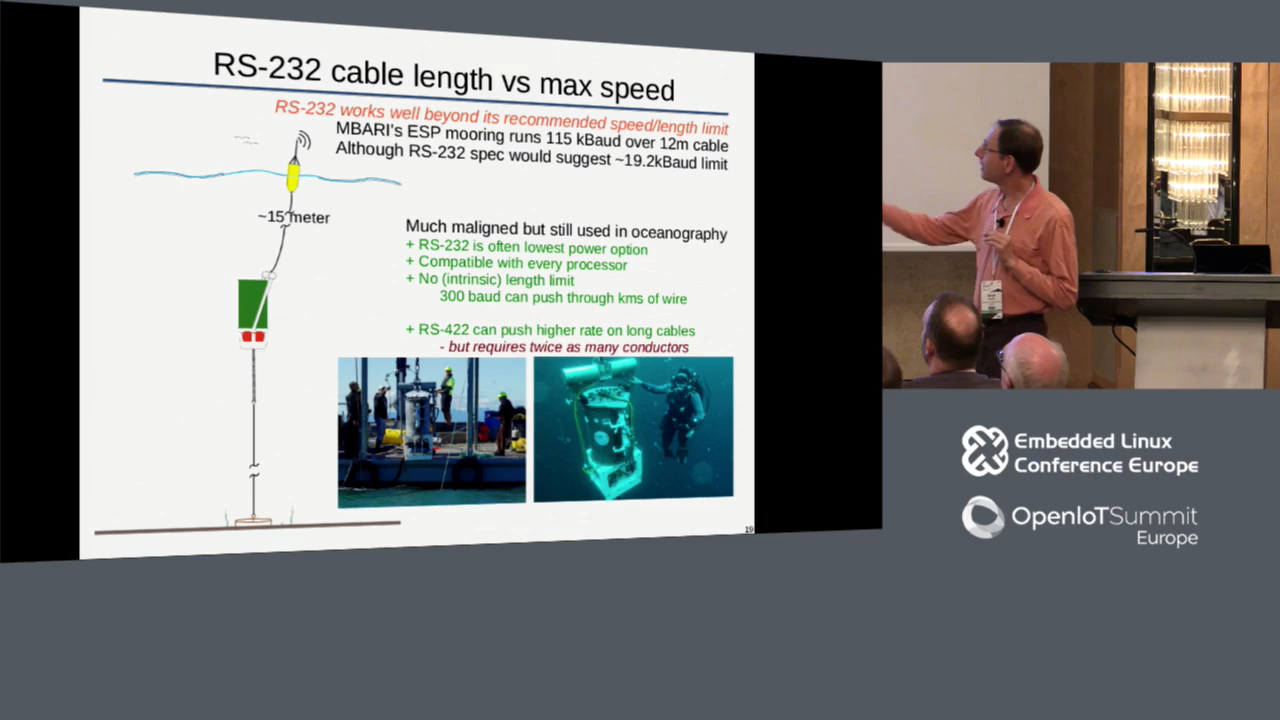 RS-232 cable length vs max speed
RS-232 works well beyond its recommended speed/length limit
MBARI's ESP mooring runs 115 kBaud over 12m cable
Although RS-232 spec would suggest ~19.2kBaud limit
~15 meter
Much maligned but still used in oceanography
+ RS-232 is often lowest power option
+ Compatible with every processor
+ No (intrinsic) length limit
300 baud can push through kms of wire
+ RS-422 can push higher rate on long cables
- but requires twice as many conductors
19
Embedded Linux
Conference Europe
OpenIoTSummit
Europe